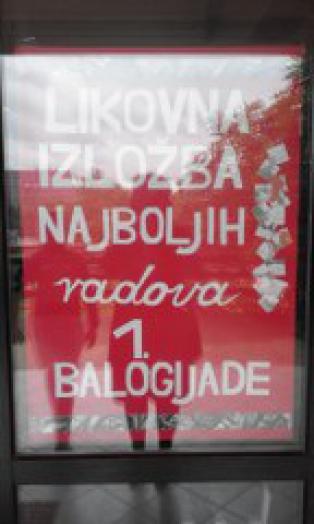 LIKOVNA
IZLOŽBA
NAJBOLJIH
radova
1.
BALOGIJADE